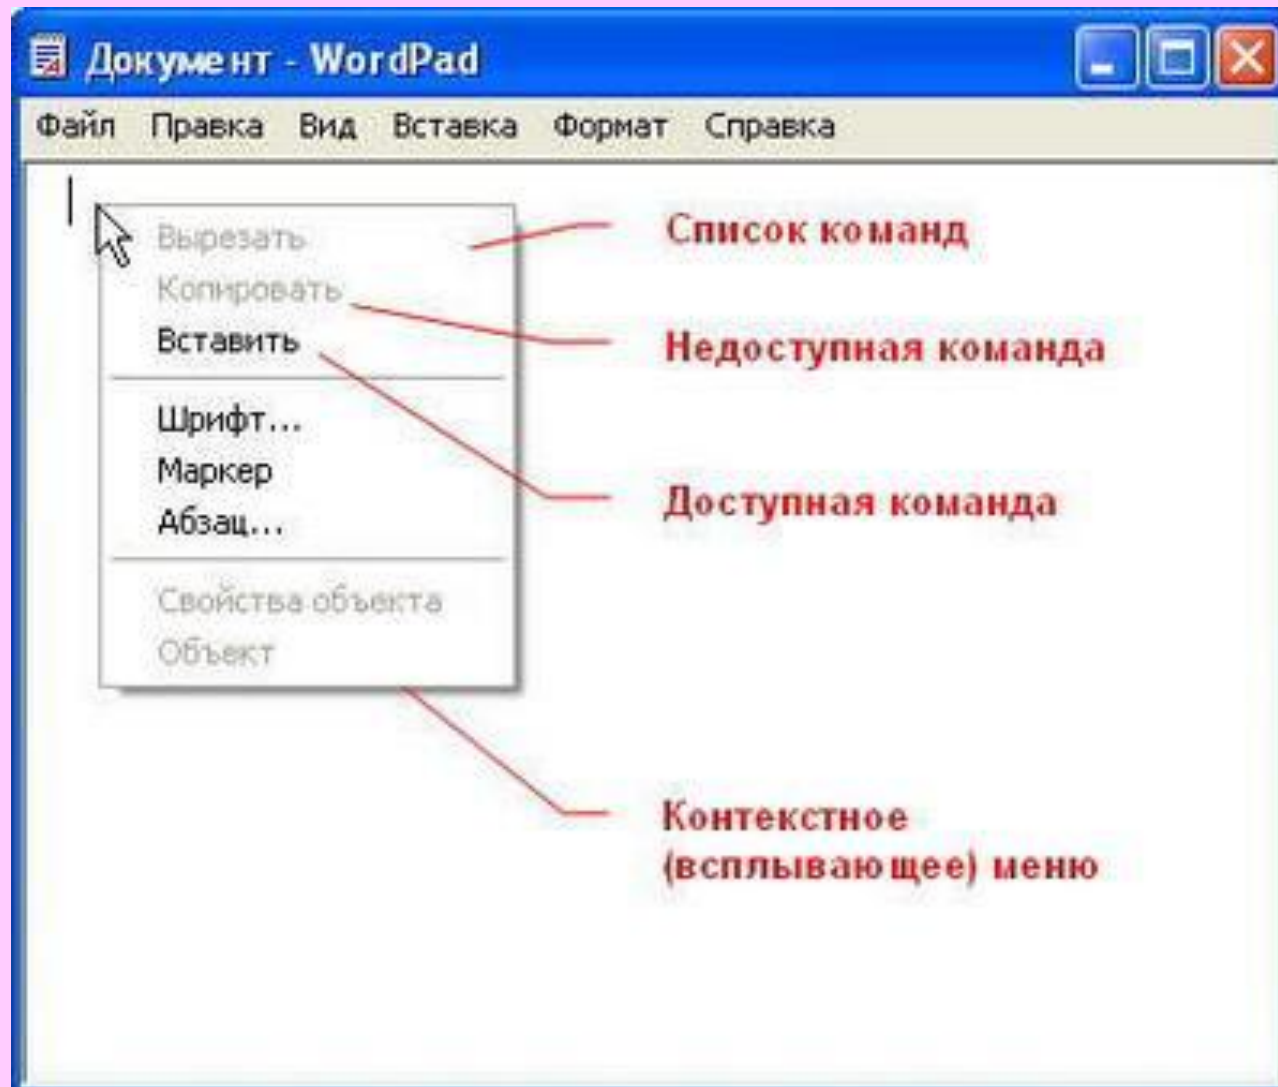 Документ - WordPad
Файл Правка Вид Вставка Формат Справка
Вырезать
Копировать
Вставить
Шрифт...
Маркер
Абзац...
Свойства объекта
Объект
Список команд
Недоступная команда
Доступная команда
Контекстное
(всплывающее) меню